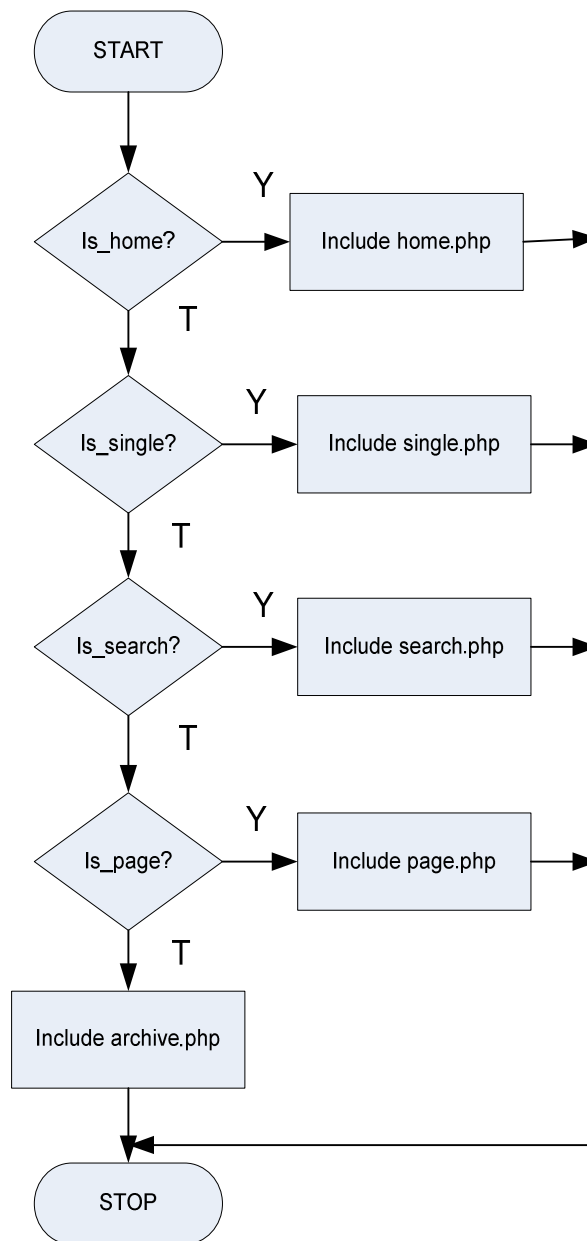 START
Y
Is_home?
Include home.php
T
Y
Is_single?
Include single.php
T
Y
Is_search?
Include search.php
T
Y
Is_page?
Include page.php
T
Include archive.php
STOP